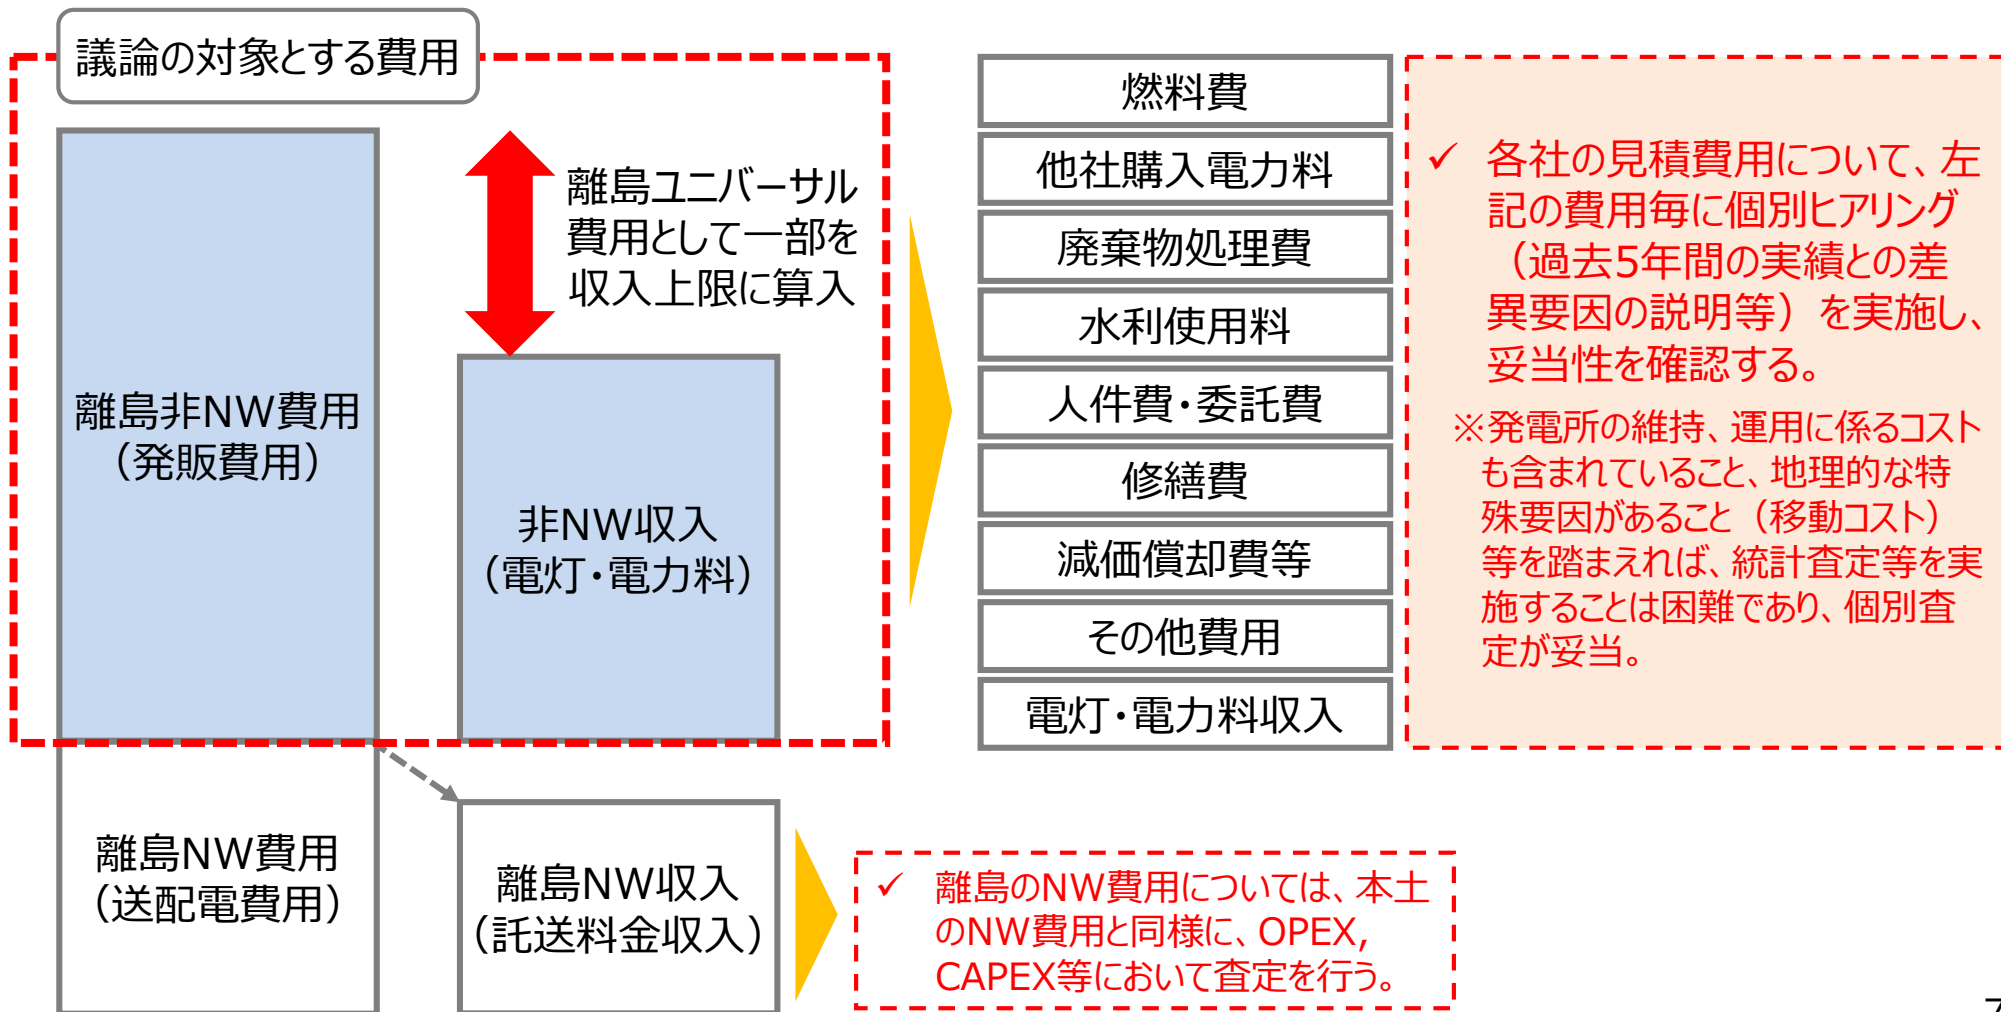 議論の対象とする費用
離島ユニバーサル
費用として一部を
収入上限に算入
離島非NW費用
（発販費用）
非NW収入
（電灯・電力料）
離島NW費用
（送配電費用）
離島NW収入
（託送料金収入）
燃料費
他社購入電力料
廃棄物処理費
水利使用料
人件費・委託費
修繕費
減価償却費等
その他費用
電灯・電力料収入
✓ 各社の見積費用について、左
記の費用毎に個別ヒアリング
（過去5年間の実績との差
異要因の説明等）を実施し、
妥当性を確認する。
※発電所の維持、運用に係るコスト
も含まれていること、地理的な特
殊要因があること（移動コスト）
等を踏まえれば、統計査定等を実
施することは困難であり、個別査
定が妥当。
✓ 離島のNW費用については、本土
のNW費用と同様に、OPEX,
CAPEX等において査定を行う。